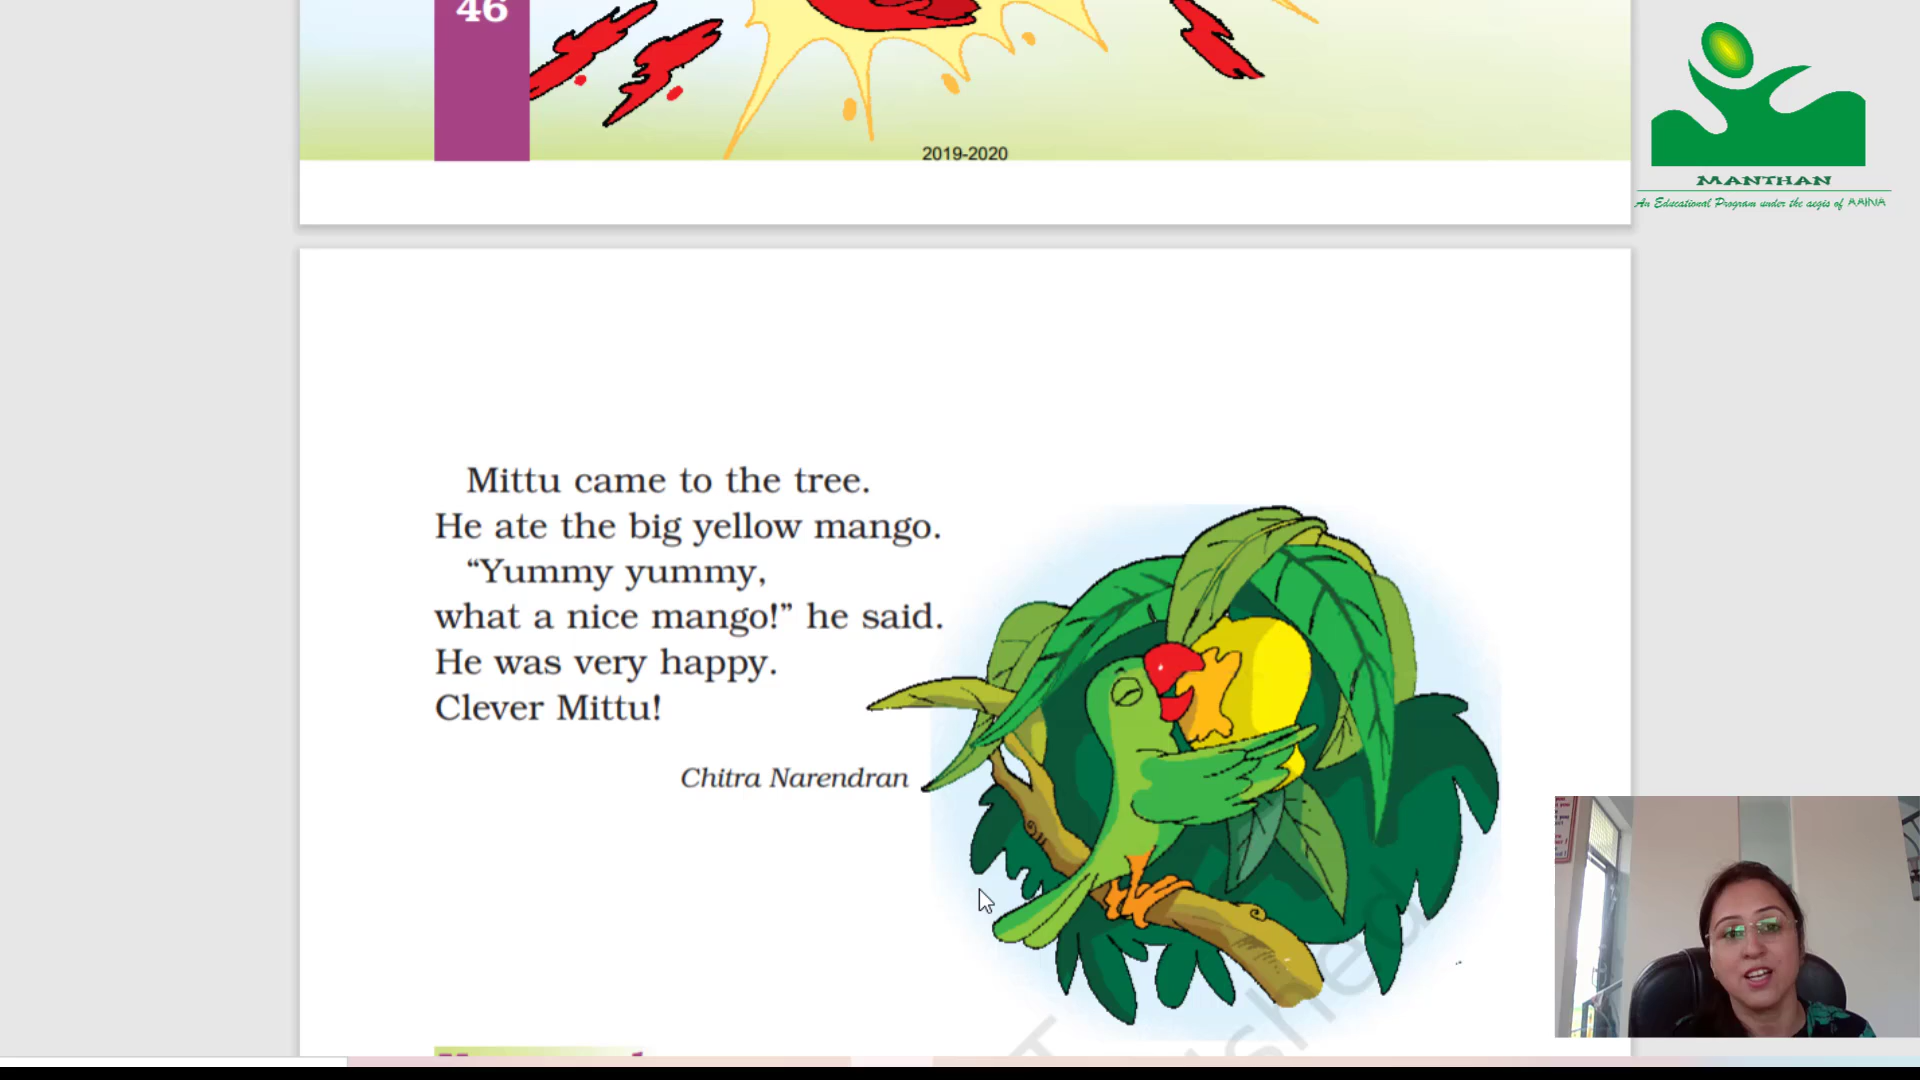 46
2019-2020
MANTHAN
An Educational Program under the aegis of AAINA
Mittu came to the tree.
He ate the big yellow mango.
“Yummy yummy,
what a nice mango!” he said.
He was very happy.
Clever Mittu!
Chitra Narendran